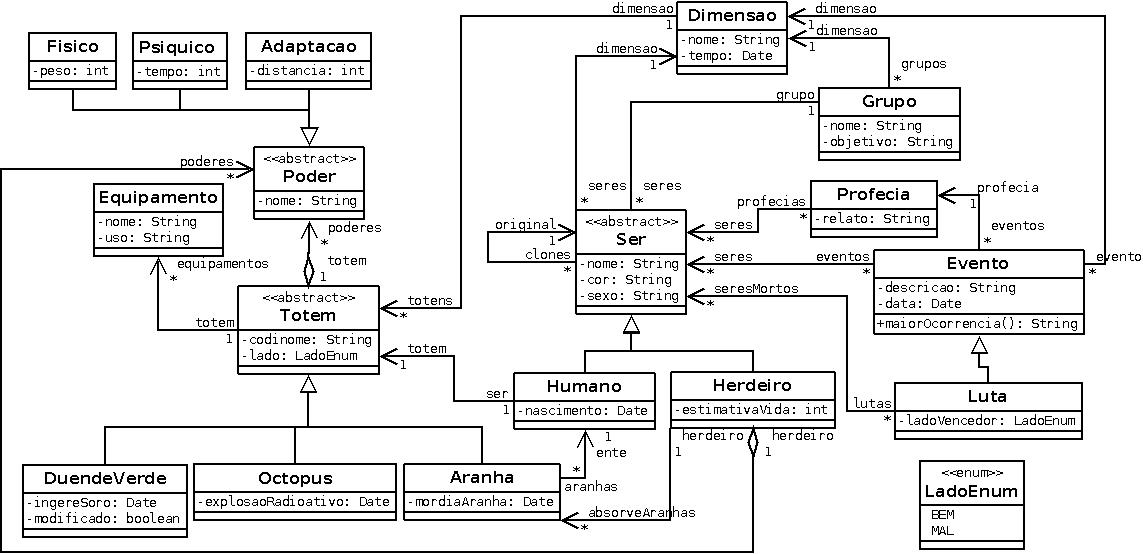 dimensao
1
Dimensao
-nome: String
-tempo: Date
dimensao
1
dimensao
1
dimensao
1
Fisico
-peso: int
Psiquico
-tempo: int
Adaptacao
-distancia: int
grupos
*
grupo
1
Grupo
-nome: String
-objetivo: String
poderes
*
<<abstract>>
Poder
-nome: String
Equipamento
-nome: String
-uso: String
equipamentos
*
poderes
*
totem
1
seres
*
seres
*
original
1
clones
*
<<abstract>>
Ser
-nome: String
-cor: String
-sexo: String
profecias
*
seres
*
Profecia
-relato: String
profecia
1
eventos
*
seres
*
eventos
*
seresMortos
*
Evento
-descricao: String
-data: Date
+maiorOcorrencia(): String
evento
*
totem
1
<<abstract>>
Totem
-codinome: String
-lado: LadoEnum
totens
*
totem
1
ser
1
Humano
-nascimento: Date
Herdeiro
-estimativaVida: int
lutas
*
Luta
-ladoVencedor: LadoEnum
1
ente
*
aranhas
herdeiro
1
herdeiro
1
absorveAranhas
*
DuendeVerde
-ingereSoro: Date
-modificado: boolean
Octopus
-explosaoRadioativo: Date
Aranha
-mordiaAranha: Date
<<enum>>
LadoEnum
BEM
MAL